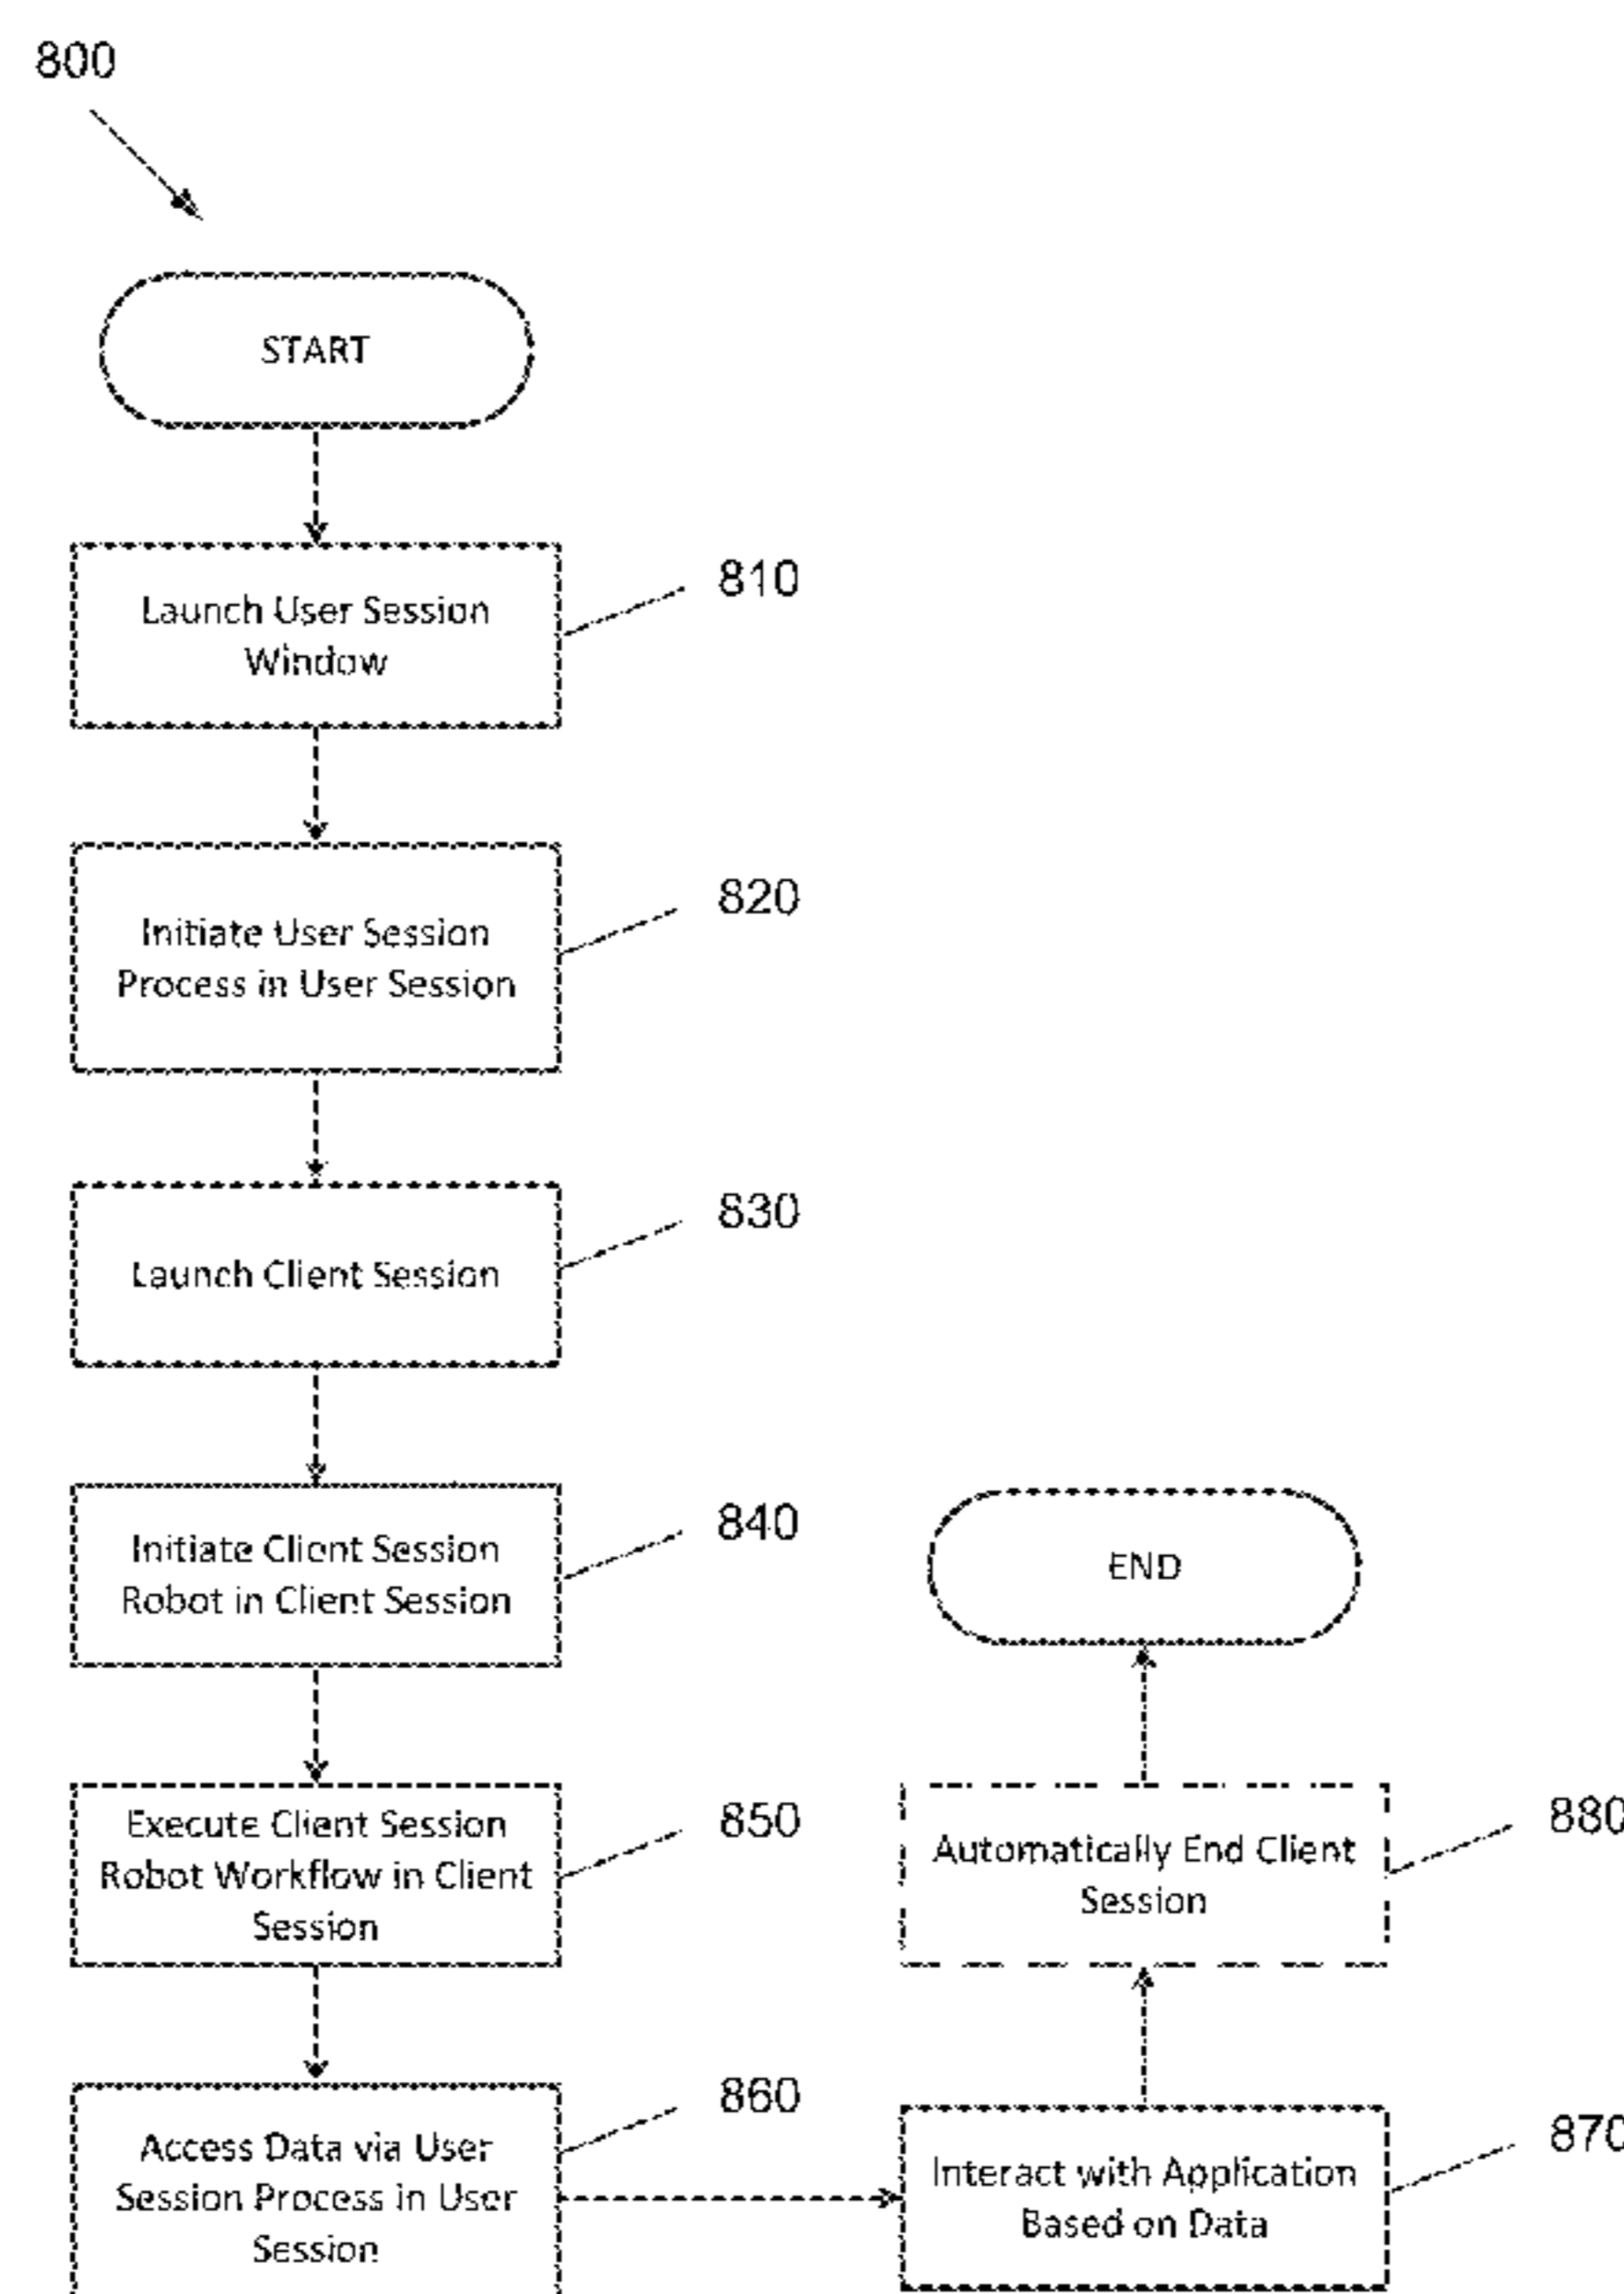 800
START
Launch User Session
Window
810
Initiate User Session
Process in User Session
820
Launch Client Session
830
Initiate Client Session
Robot in Client Session
840
Execute Client Session
Robot Workflow in Client
Session
850
Access Data via User
Session Process in User
Session
860
Interact with Application
Based on Data
870
Automatically End Client
Session
880
END